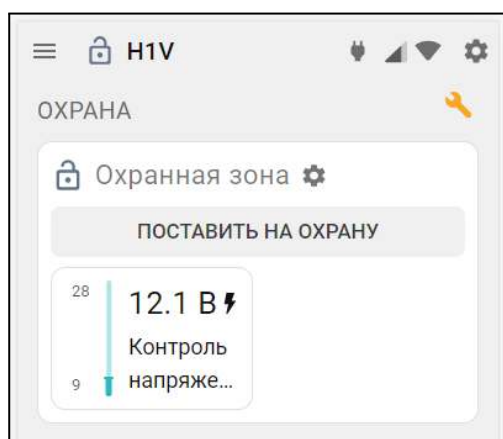 H1V
ОХРАНА
Охранная зона
ПОСТАВИТЬ НА ОХРАНУ
28
12.1 В
Контроль
9 напряже...